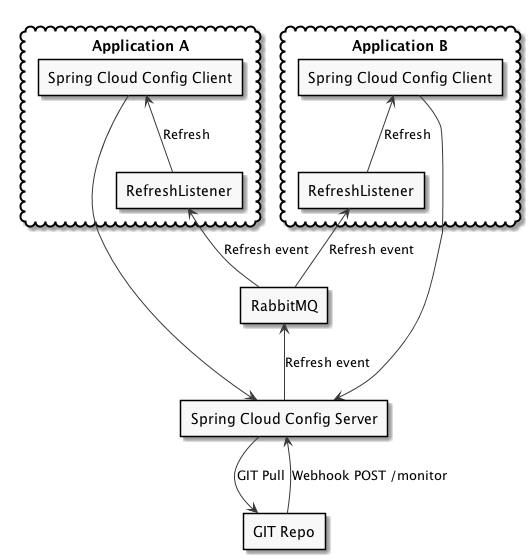 Application A
Application B
Spring Cloud Config Client
Spring Cloud Config Client
Refresh
Refresh
RefreshListener
RefreshListener
Refresh event
Refresh event
RabbitMQ
Refresh event
Spring Cloud Config Server
GIT Pull
Webhook POST /monitor
GIT Repo